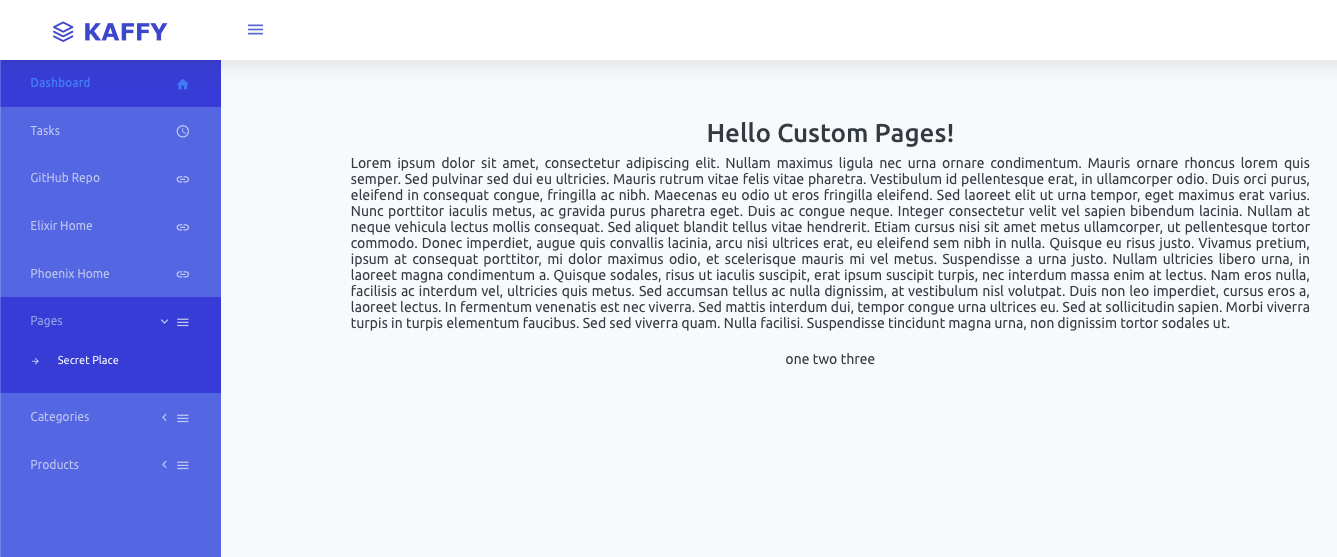 KAFFY
Dashboard
Tasks
GitHub Repo
Elixir Home
Phoenix Home
Pages
Secret Place
Categories
Products
Hello Custom Pages!
Lorem ipsum dolor sit amet, consectetur adipiscing elit. Nullam maximus ligula nec urna ornare condimentum. Mauris ornare rhoncus lorem quis
semper. Sed pulvinar sed dui eu ultricies. Mauris rutrum vitae felis vitae pharetra. Vestibulum id pellentesque erat, in ullamcorper odio. Duis orci purus,
eleifend in consequat congue, fringilla ac nibh. Maecenas eu odio ut eros fringilla eleifend. Sed laoreet elit ut urna tempor, eget maximus erat varius.
Nunc porttitor iaculis metus, ac gravida purus pharetra eget. Duis ac congue neque. Integer consectetur velit vel sapien bibendum lacinia. Nullam at
neque vehicula lectus mollis consequat. Sed aliquet blandit tellus vitae hendrerit. Etiam cursus nisi sit amet metus ullamcorper, ut pellentesque tortor
commodo. Donec imperdiet, augue quis convallis lacinia, arcu nisi ultrices erat, eu eleifend sem nibh in nulla. Quisque eu risus justo. Vivamus pretium,
ipsum at consequat porttitor, mi dolor maximus odio, et scelerisque mauris mi vel metus. Suspendisse a urna justo. Nullam ultricies libero urna, in
laoreet magna condimentum a. Quisque sodales, risus ut iaculis suscipit, erat ipsum suscipit turpis, nec interdum massa enim at lectus. Nam eros nulla,
facilisis ac interdum vel, ultricies quis metus. Sed accumsan tellus ac nulla dignissim, at vestibulum nisl volutpat. Duis non leo imperdiet, cursus eros a,
laoreet lectus. In fermentum venenatis est nec viverra. Sed mattis interdum dui, tempor congue urna ultrices eu. Sed at sollicitudin sapien. Morbi viverra
turpis in turpis elementum faucibus. Sed sed viverra quam. Nulla facilisi. Suspendisse tincidunt magna urna, non dignissim tortor sodales ut.
one two three